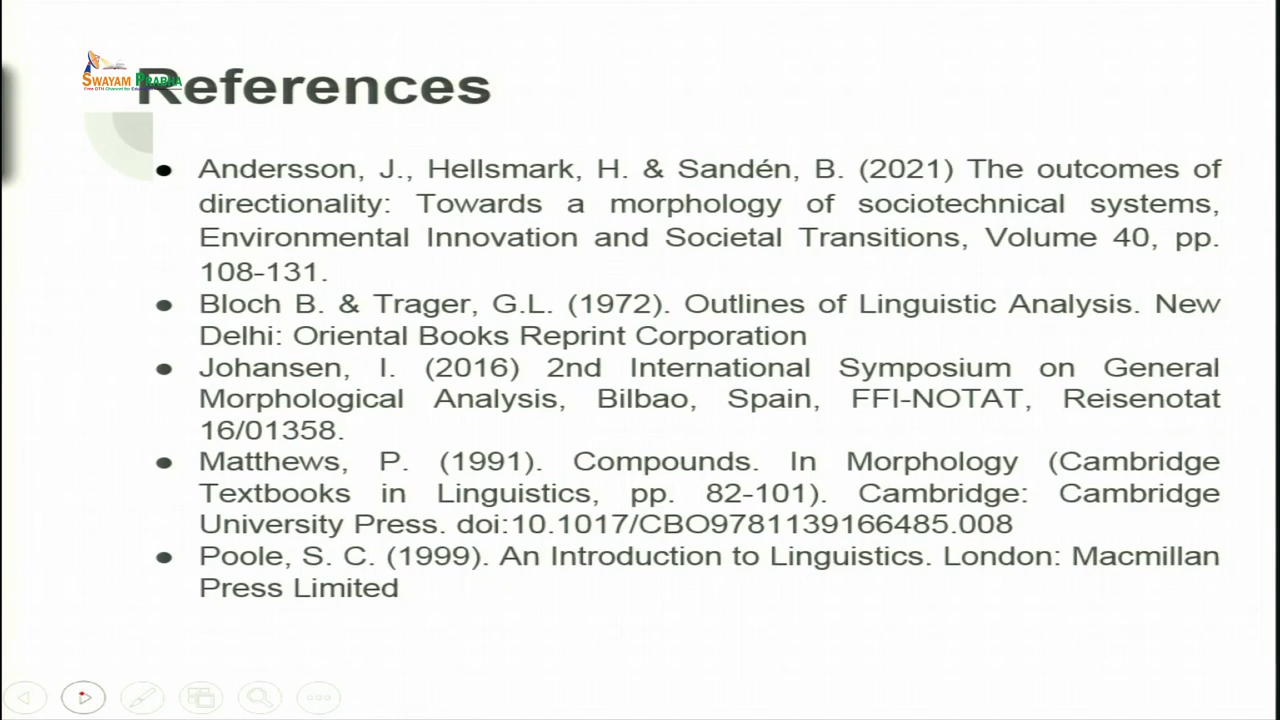 SWAYAM PRABHA
References
Andersson, J., Hellsmark, H. & Sandén, B. (2021) The outcomes of
directionality: Towards a morphology of sociotechnical systems,
Environmental Innovation and Societal Transitions, Volume 40, pp.
108-131.
Bloch B. & Trager, G.L. (1972). Outlines of Linguistic Analysis. New
Delhi: Oriental Books Reprint Corporation
Johansen, I. (2016) 2nd International Symposium on General
Morphological Analysis, Bilbao, Spain, FFI-NOTAT, Reisenotat
16/01358.
Matthews, P. (1991). Compounds. In Morphology (Cambridge
Textbooks in Linguistics, pp. 82-101). Cambridge: Cambridge
University Press. doi:10.1017/CBO9781139166485.008
Poole, S. C. (1999). An Introduction to Linguistics. London: Macmillan
Press Limited